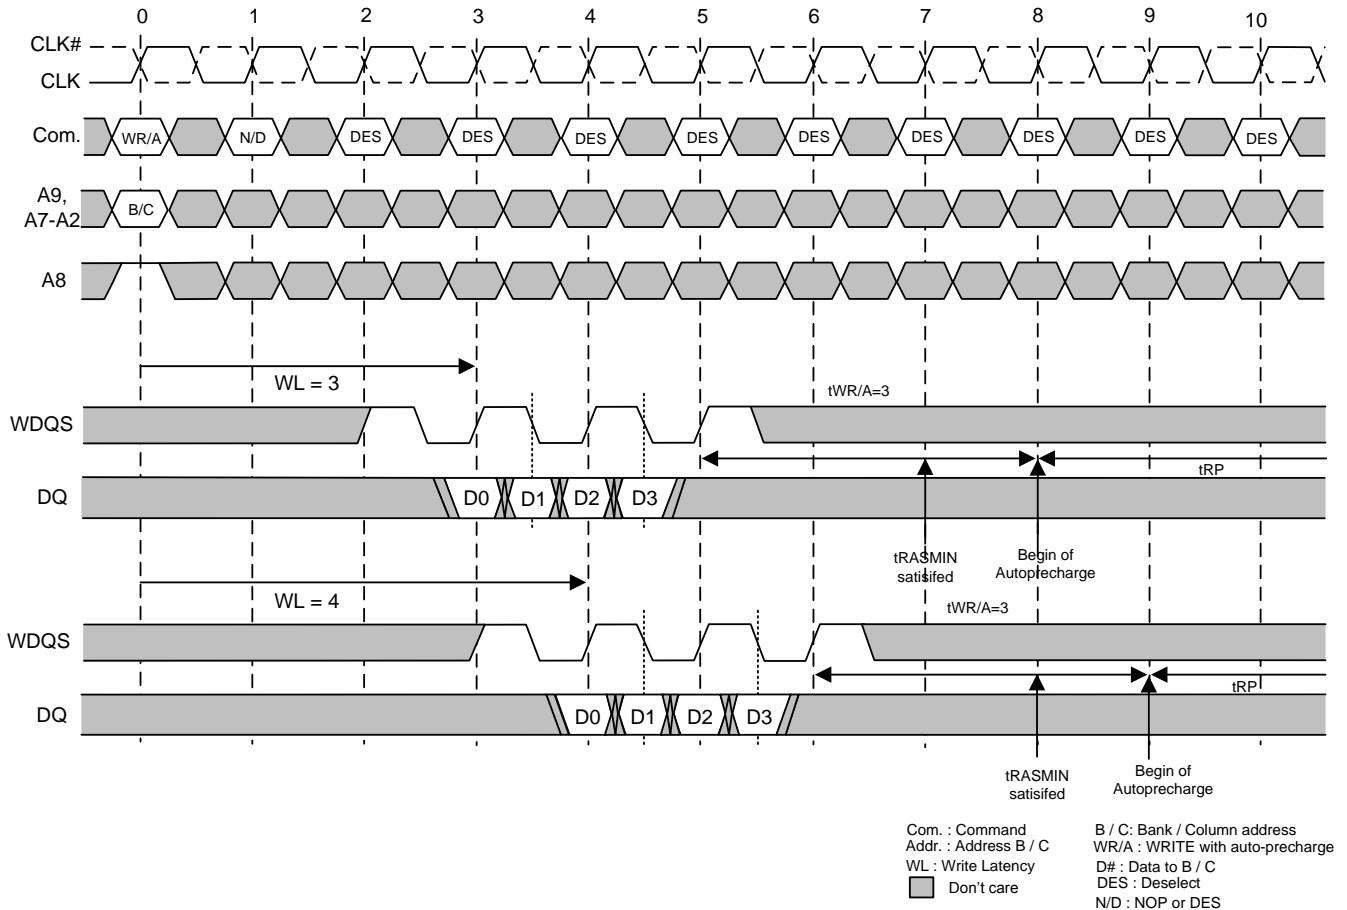 0 1 2 3 4 5 6 7 8 9 10
CLK#
CLK
Com. WR/A N/D DES DES DES DES DES DES DES DES DES
A9,
A7-A2 B/C
A8
WL = 3
tWR/A=3
WDQS
tRP
DQ D0 D1 D2 D3
tRASMIN
satisifed
Begin of
Autoprecharge
WL = 4
tWR/A=3
WDQS
tRP
DQ D0 D1 D2 D3
tRASMIN
satisifed
Begin of
Autoprecharge
Com. : Command
Addr. : Address B / C
WL : Write Latency
Don't care
B / C: Bank / Column address
WR/A : WRITE with auto-precharge
D# : Data to B / C
DES : Deselect
N/D : NOP or DES